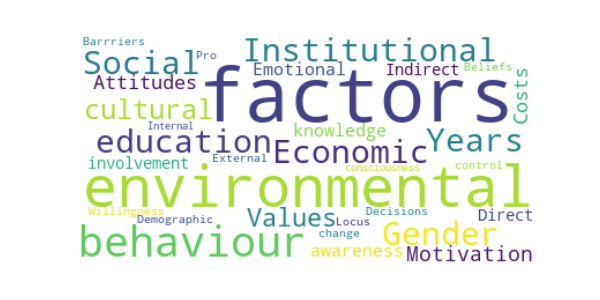 Barrriers
Social
Pro
Institutional
Attitudes
Emotional
Indirect
Beliefs
factors
Costs
cultural
Internal
knowledge
education
External
Economic
Years
involvement
consciousness
control
environmental
Willingness
Demographic
Values
Locus
Decisions
Direct
behaviour
change
Gender
awareness
Motivation